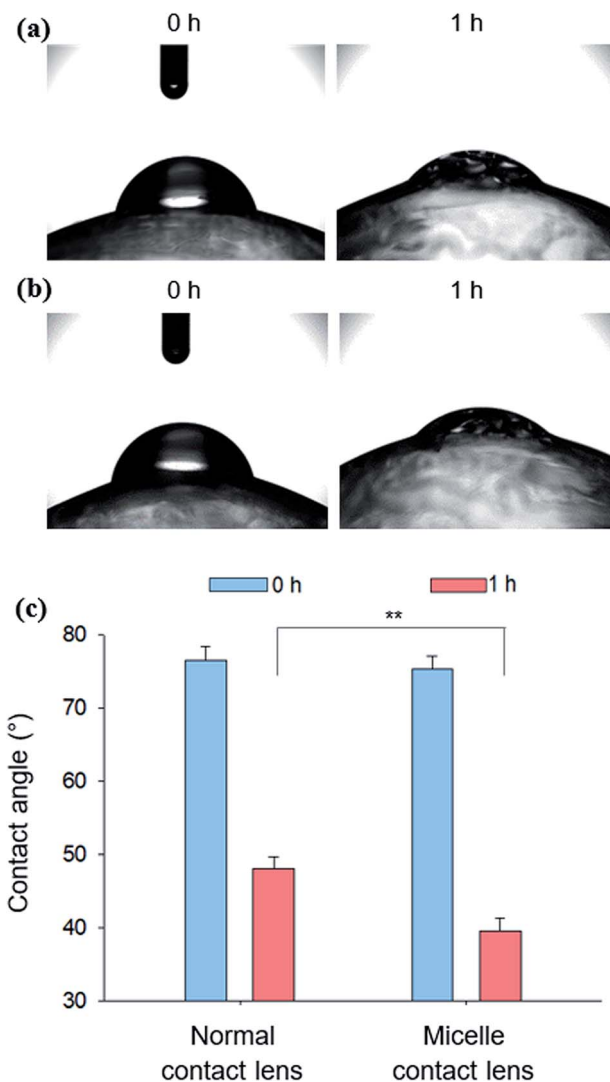 (a)
0 h
1 h
(b)
0 h
1 h
0 h
1 h
(c)
**
80
70
60
50
40
30
Contact angle (°)
Normal contact lens
Micelle contact lens